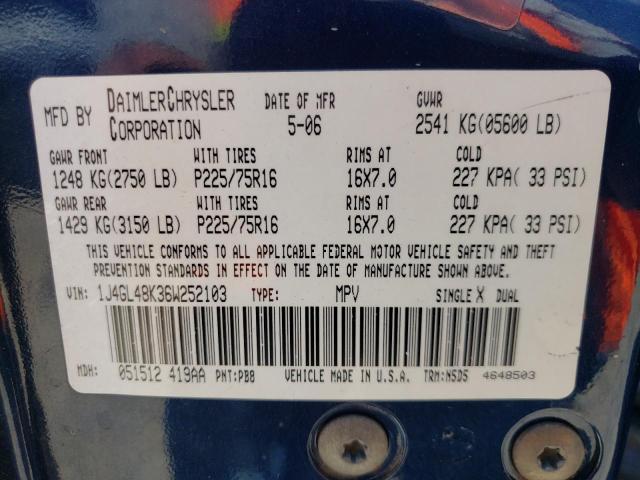 MFD BY DAIMLERCHRYSLER CORPORATION DATE OF MFR 5-06 GVWR 2541 KG(05600 LB)
GAWR FRONT WITH TIRES RIMS AT COLD
1248 KG(2750 LB) P225/75R16 16X7.0 227 KPA( 33 PSI)
GAWR REAR WITH TIRES RIMS AT COLD
1429 KG(3150 LB) P225/75R16 16X7.0 227 KPA( 33 PSI)
THIS VEHICLE CONFORMS TO ALL APPLICABLE FEDERAL MOTOR VEHICLE SAFETY AND THEFT
PREVENTION STANDARDS IN EFFECT ON THE DATE OF MANUFACTURE SHOWN ABOVE.
VIN: 1J4GL48K36W252103 TYPE: MPV SINGLE X DUAL
MDH: 051512 419AA PNT:PB8 VEHICLE MADE IN U.S.A. TRM:N5D5 4648503